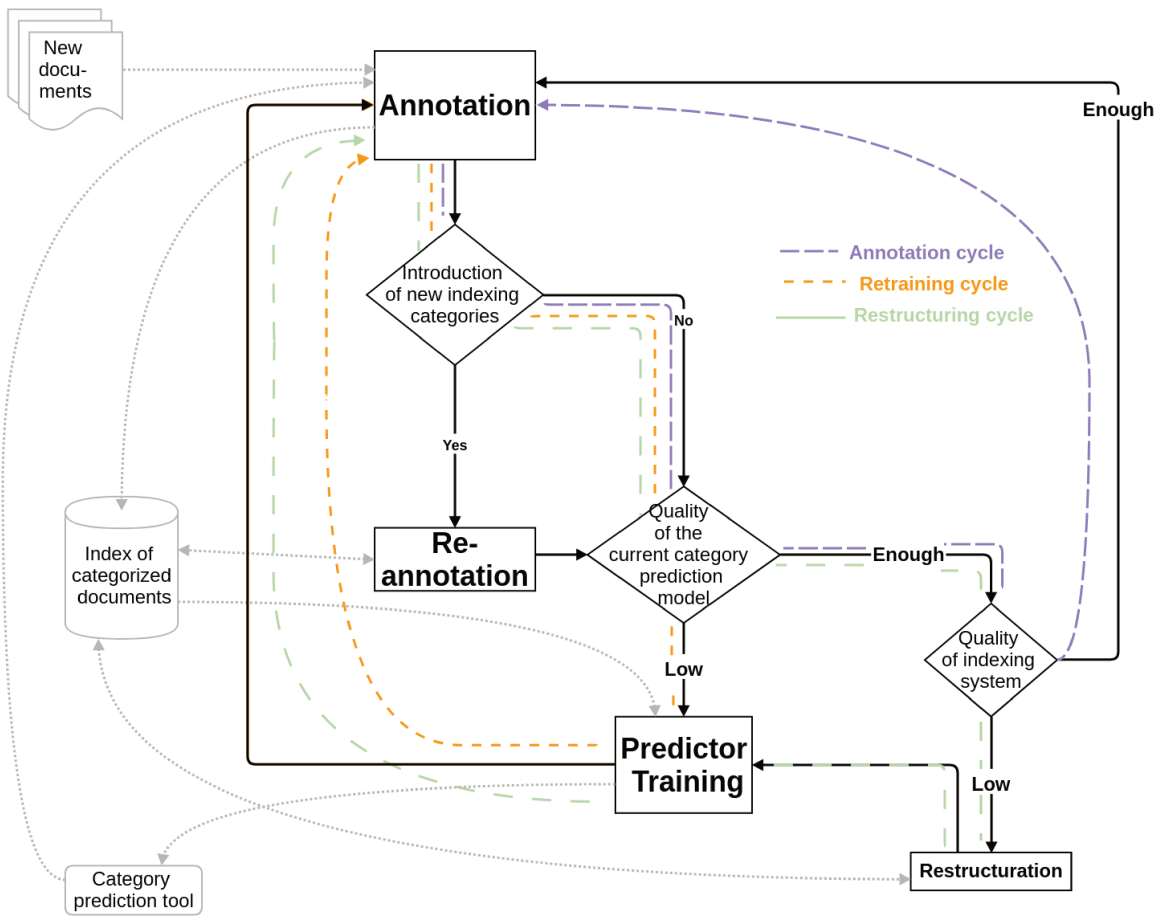 New
docu-
ments
Annotation
Enough
Annotation cycle
Retraining cycle
Restructuring cycle
Introduction
of new indexing
categories
No
Yes
Quality
of the
current category
prediction
model
Re-
annotation
Enough
Index of
categorized
documents
Quality
of indexing
system
Low
Predictor
Training
Low
Restructuration
Category
prediction tool